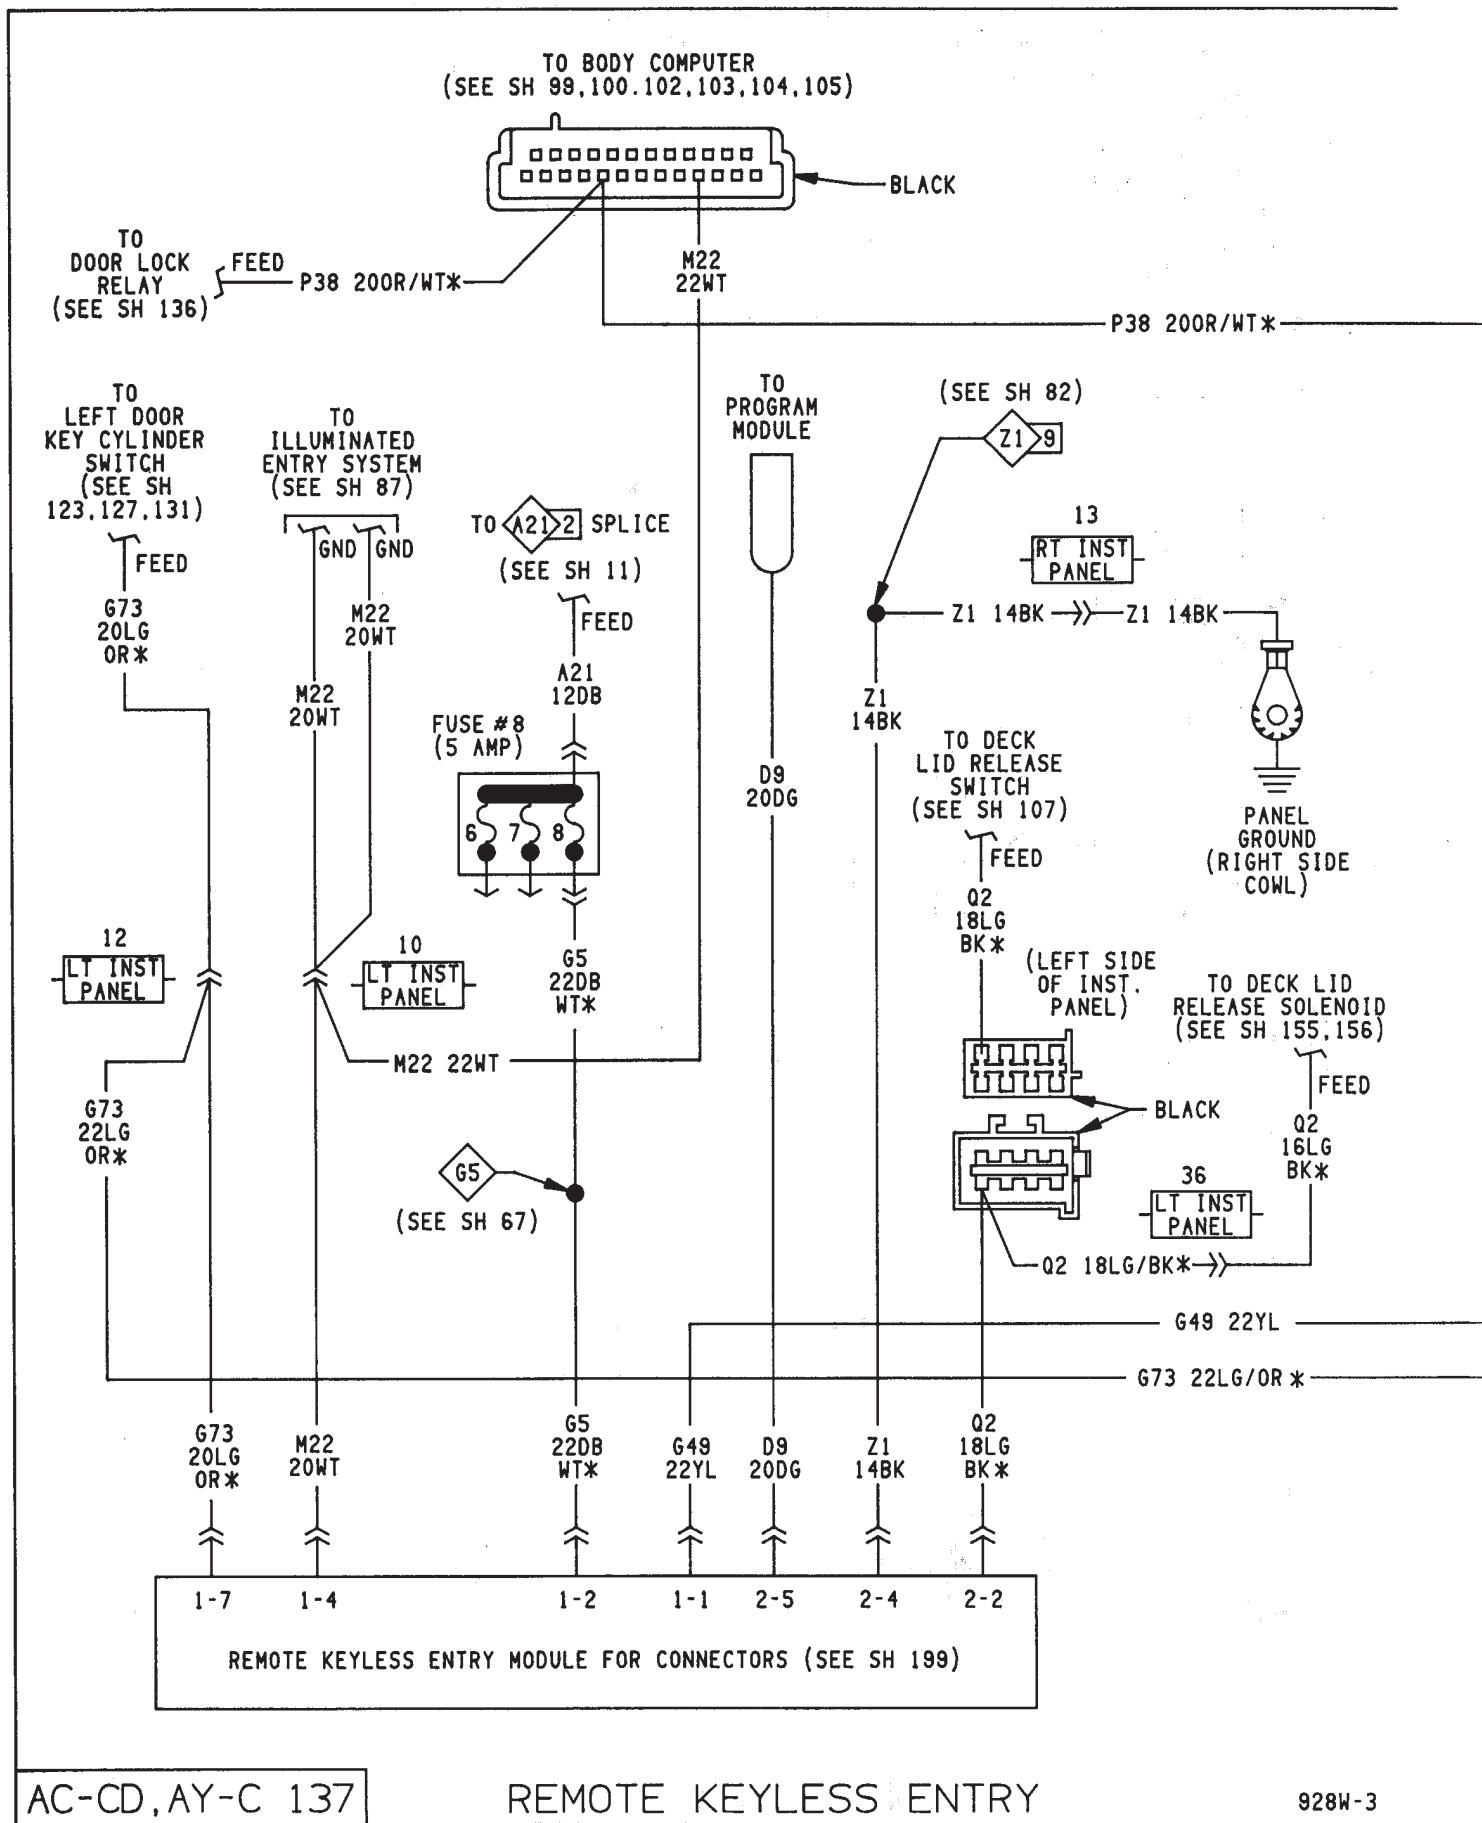 TO BODY COMPUTER
(SEE SH 99,100.102,103,104,105)
BLACK
TO
DOOR LOCK
RELAY
(SEE SH 136)
FEED
P38 20OR/WT*
M22
22WT
P38 20OR/WT*
TO
LEFT DOOR
KEY CYLINDER
SWITCH
(SEE SH
123,127,131)
FEED
G73
20LG
OR*
TO
ILLUMINATED
ENTRY SYSTEM
(SEE SH 87)
GND
GND
M22
20WT
M22
20WT
TO A21 2 SPLICE
(SEE SH 11)
FEED
A21
12DB
FUSE #8
(5 AMP)
6
7
8
TO
PROGRAM
MODULE
D9
20DG
(SEE SH 82)
Z1 9
13
RT INST
PANEL
Z1 14BK
Z1 14BK
Z1
14BK
PANEL
GROUND
(RIGHT SIDE
COWL)
TO DECK
LID RELEASE
SWITCH
(SEE SH 107)
FEED
Q2
18LG
BK*
(LEFT SIDE
OF INST.
PANEL)
TO DECK LID
RELEASE SOLENOID
(SEE SH 155,156)
FEED
Q2
16LG
BK*
BLACK
36
LT INST
PANEL
Q2 18LG/BK*
12
LT INST
PANEL
10
LT INST
PANEL
G5
22DB
WT*
M22 22WT
G73
22LG
OR*
G5
(SEE SH 67)
G49 22YL
G73 22LG/OR*
G73
20LG
OR*
M22
20WT
G5
22DB
WT*
G49
22YL
D9
20DG
Z1
14BK
Q2
18LG
BK*
1-7
1-4
1-2
1-1
2-5
2-4
2-2
REMOTE KEYLESS ENTRY MODULE FOR CONNECTORS (SEE SH 199)
AC-CD,AY-C 137
REMOTE KEYLESS ENTRY
928W-3